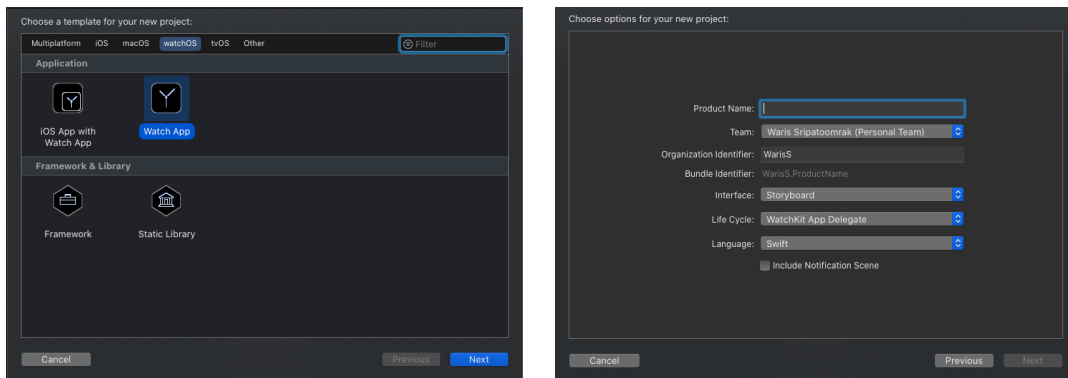 Choose a template for your new project:
Multiplatform iOS macOS watchOS tvOS Other Filter
Application
iOS App with
Watch App
Watch App
Framework & Library
Framework
Static Library
Cancel Previous Next
Choose options for your new project:
Product Name:
Team: Waris Sripatoomrak (Personal Team)
Organization Identifier: WarisS
Bundle Identifier: WarisS.ProductName
Interface: Storyboard
Life Cycle: WatchKit App Delegate
Language: Swift
Include Notification Scene
Cancel Previous Next